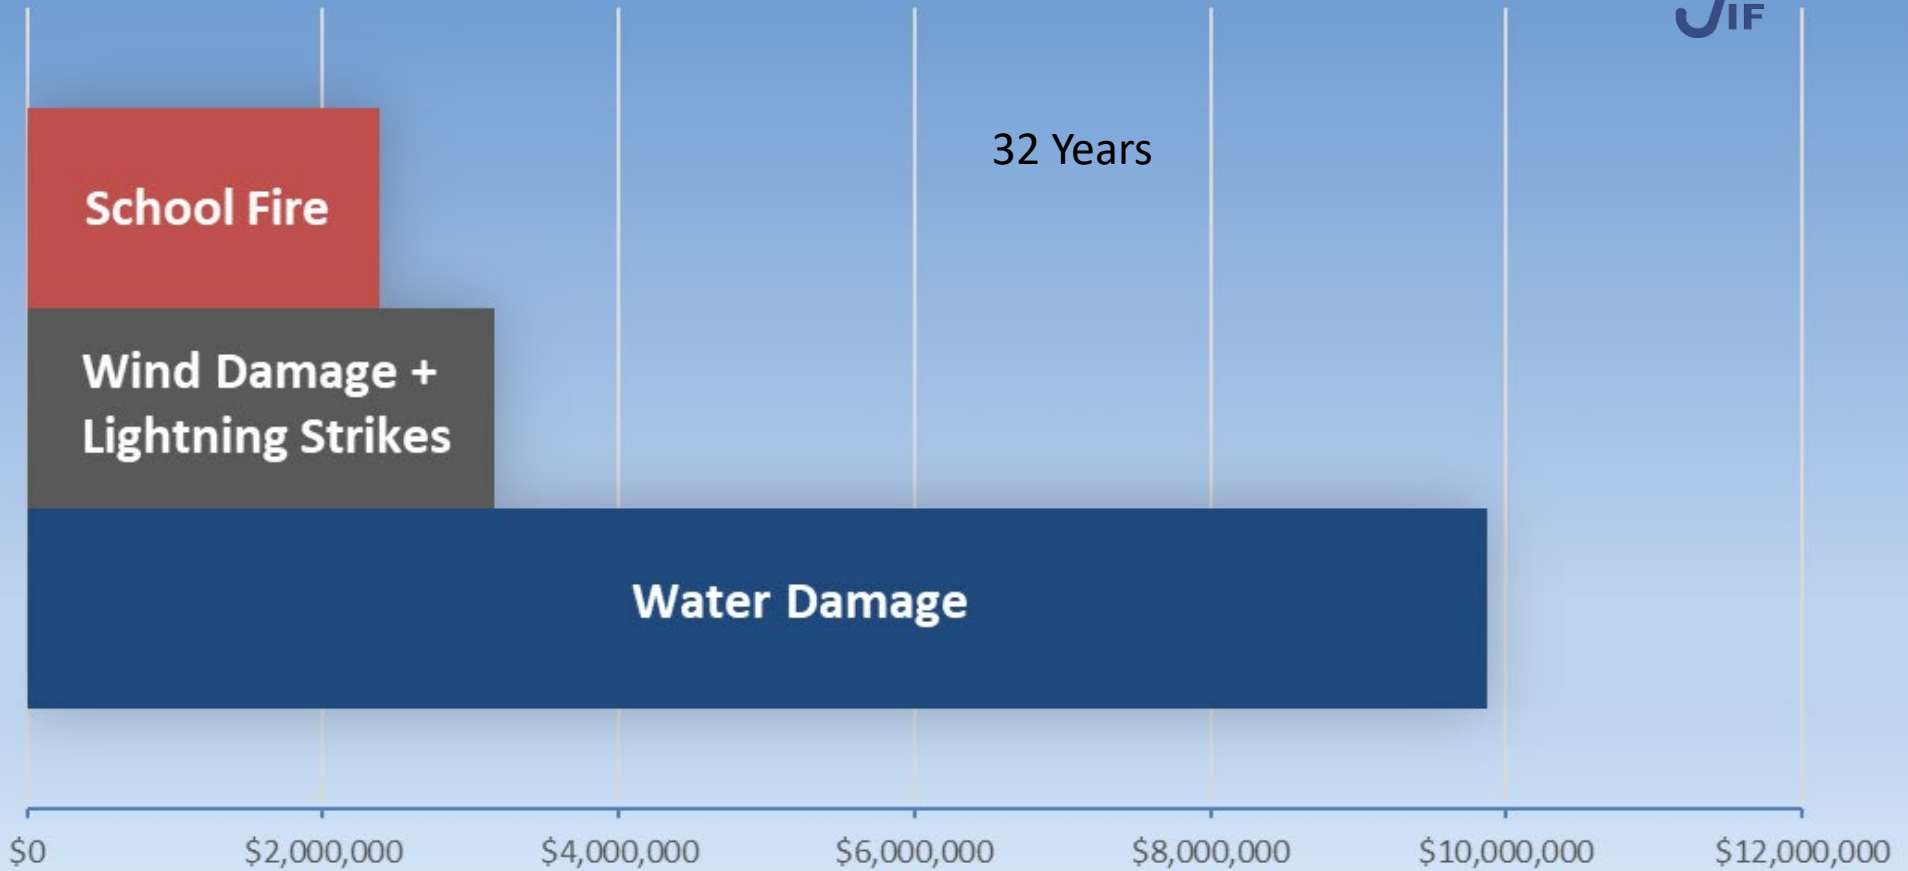 JIF
32 Years
School Fire
Wind Damage +
Lightning Strikes
Water Damage
$0 $2,000,000 $4,000,000 $6,000,000 $8,000,000 $10,000,000 $12,000,000